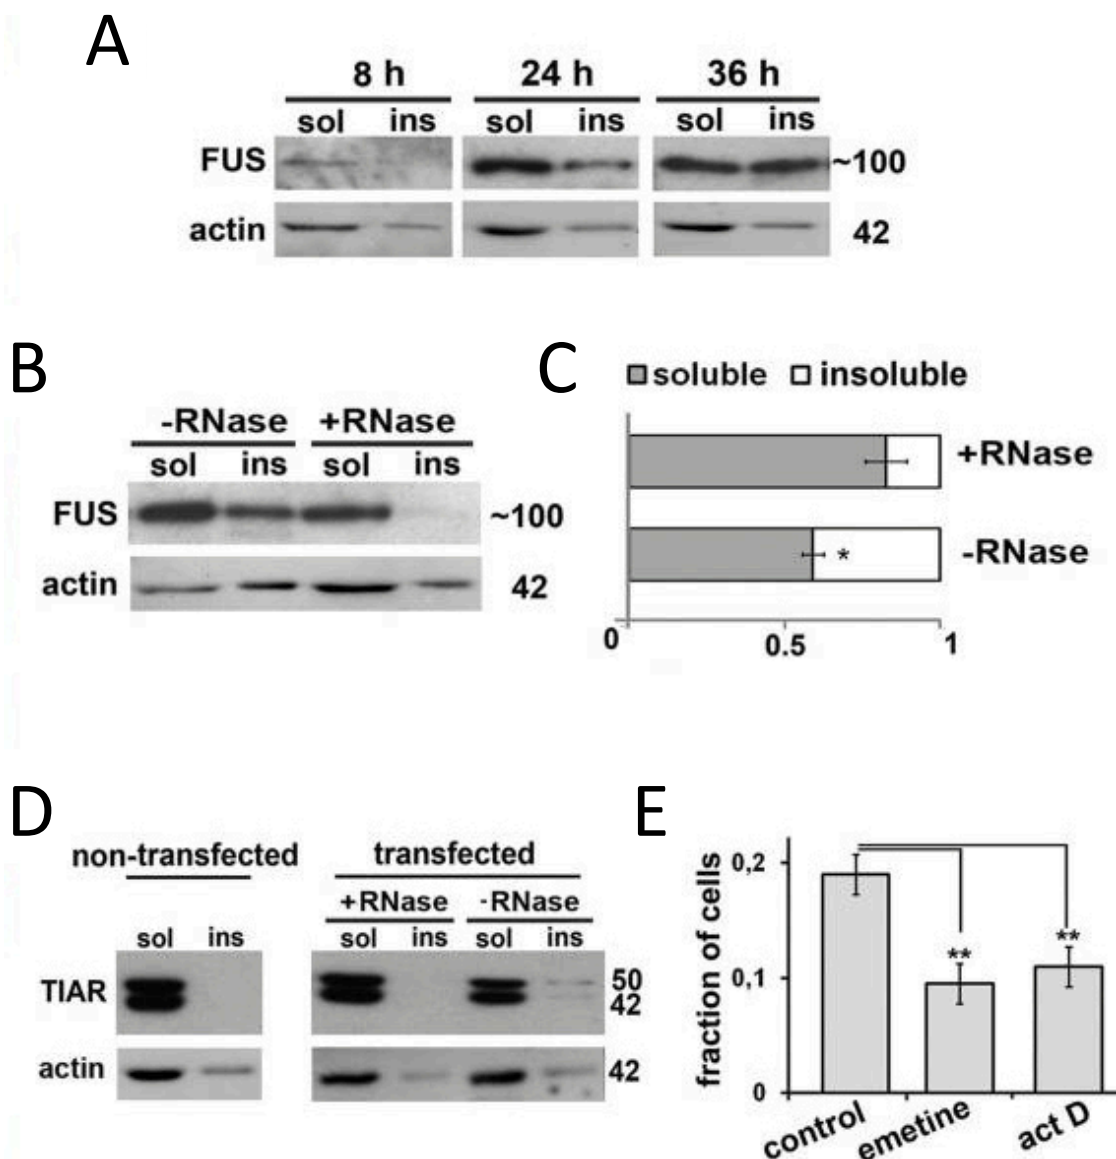 A
8 h 24 h 36 h
sol ins sol ins sol ins
FUS ~100
actin 42
B
-RNase +RNase
sol ins sol ins
FUS ~100
actin 42
C
soluble insoluble
+RNase
-RNase
*
0 0.5 1
D
non-transfected transfected
+RNase -RNase
sol ins sol ins sol ins
TIAR 50
42
actin 42
E
fraction of cells
0,2
0,1
0
** **
control emetine act D